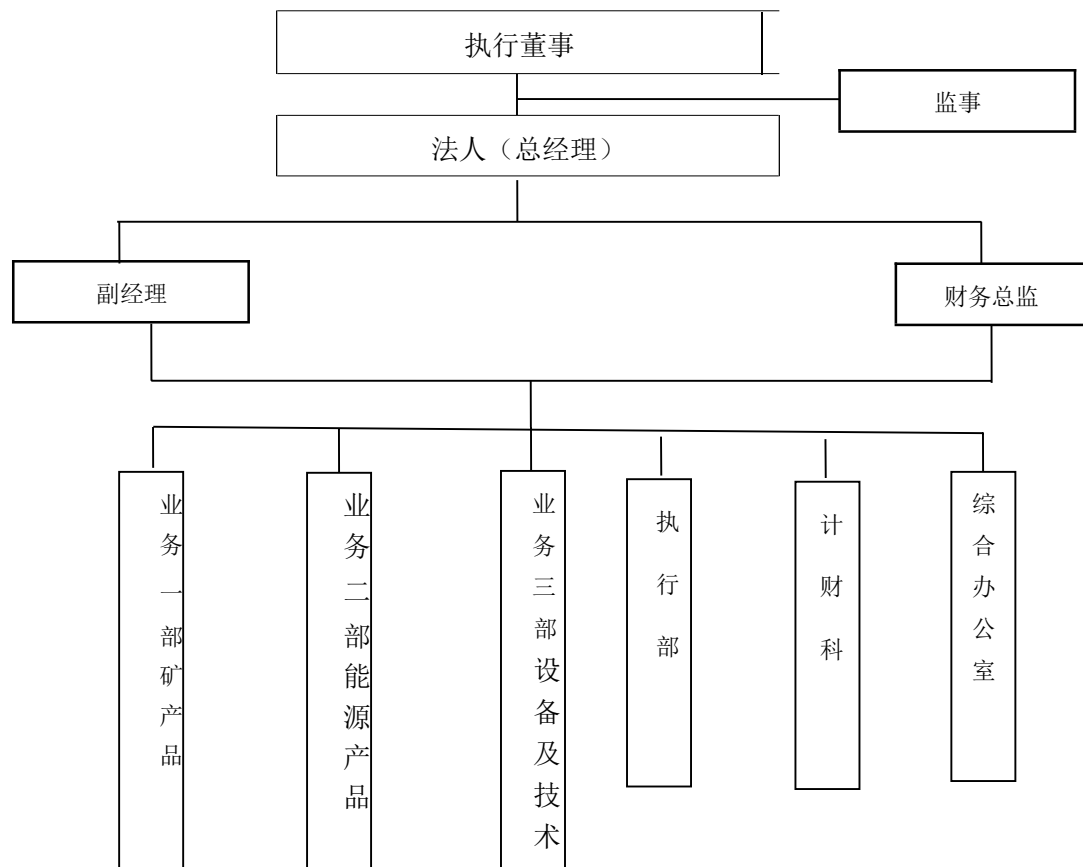 执行董事
监事
法人（总经理）
副经理
财务总监
业务一部矿产品
业务二部能源产品
业务三部设备及技术
执行部
计财科
综合办公室